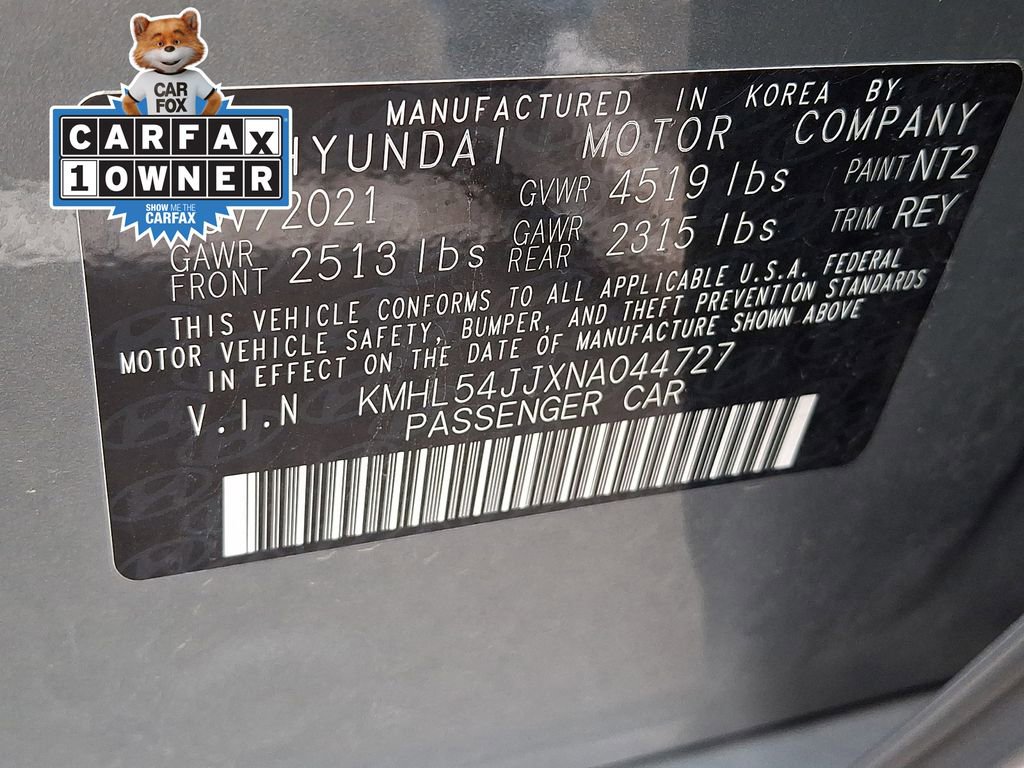 CAR
FOX
CARFAX
1 OWNER
SHOW ME THE
CARFAX
MANUFACTURED IN KOREA BY
HYUNDAI MOTOR COMPANY
/2021 GVWR 4519 lbs PAINT NT2
GAWR FRONT 2513 lbs GAWR REAR 2315 lbs TRIM REY
THIS VEHICLE CONFORMS TO ALL APPLICABLE U.S.A. FEDERAL
MOTOR VEHICLE SAFETY, BUMPER, AND THEFT PREVENTION STANDARDS
IN EFFECT ON THE DATE OF MANUFACTURE SHOWN ABOVE
V.I.N KMHL54JJXNA044727
PASSENGER CAR